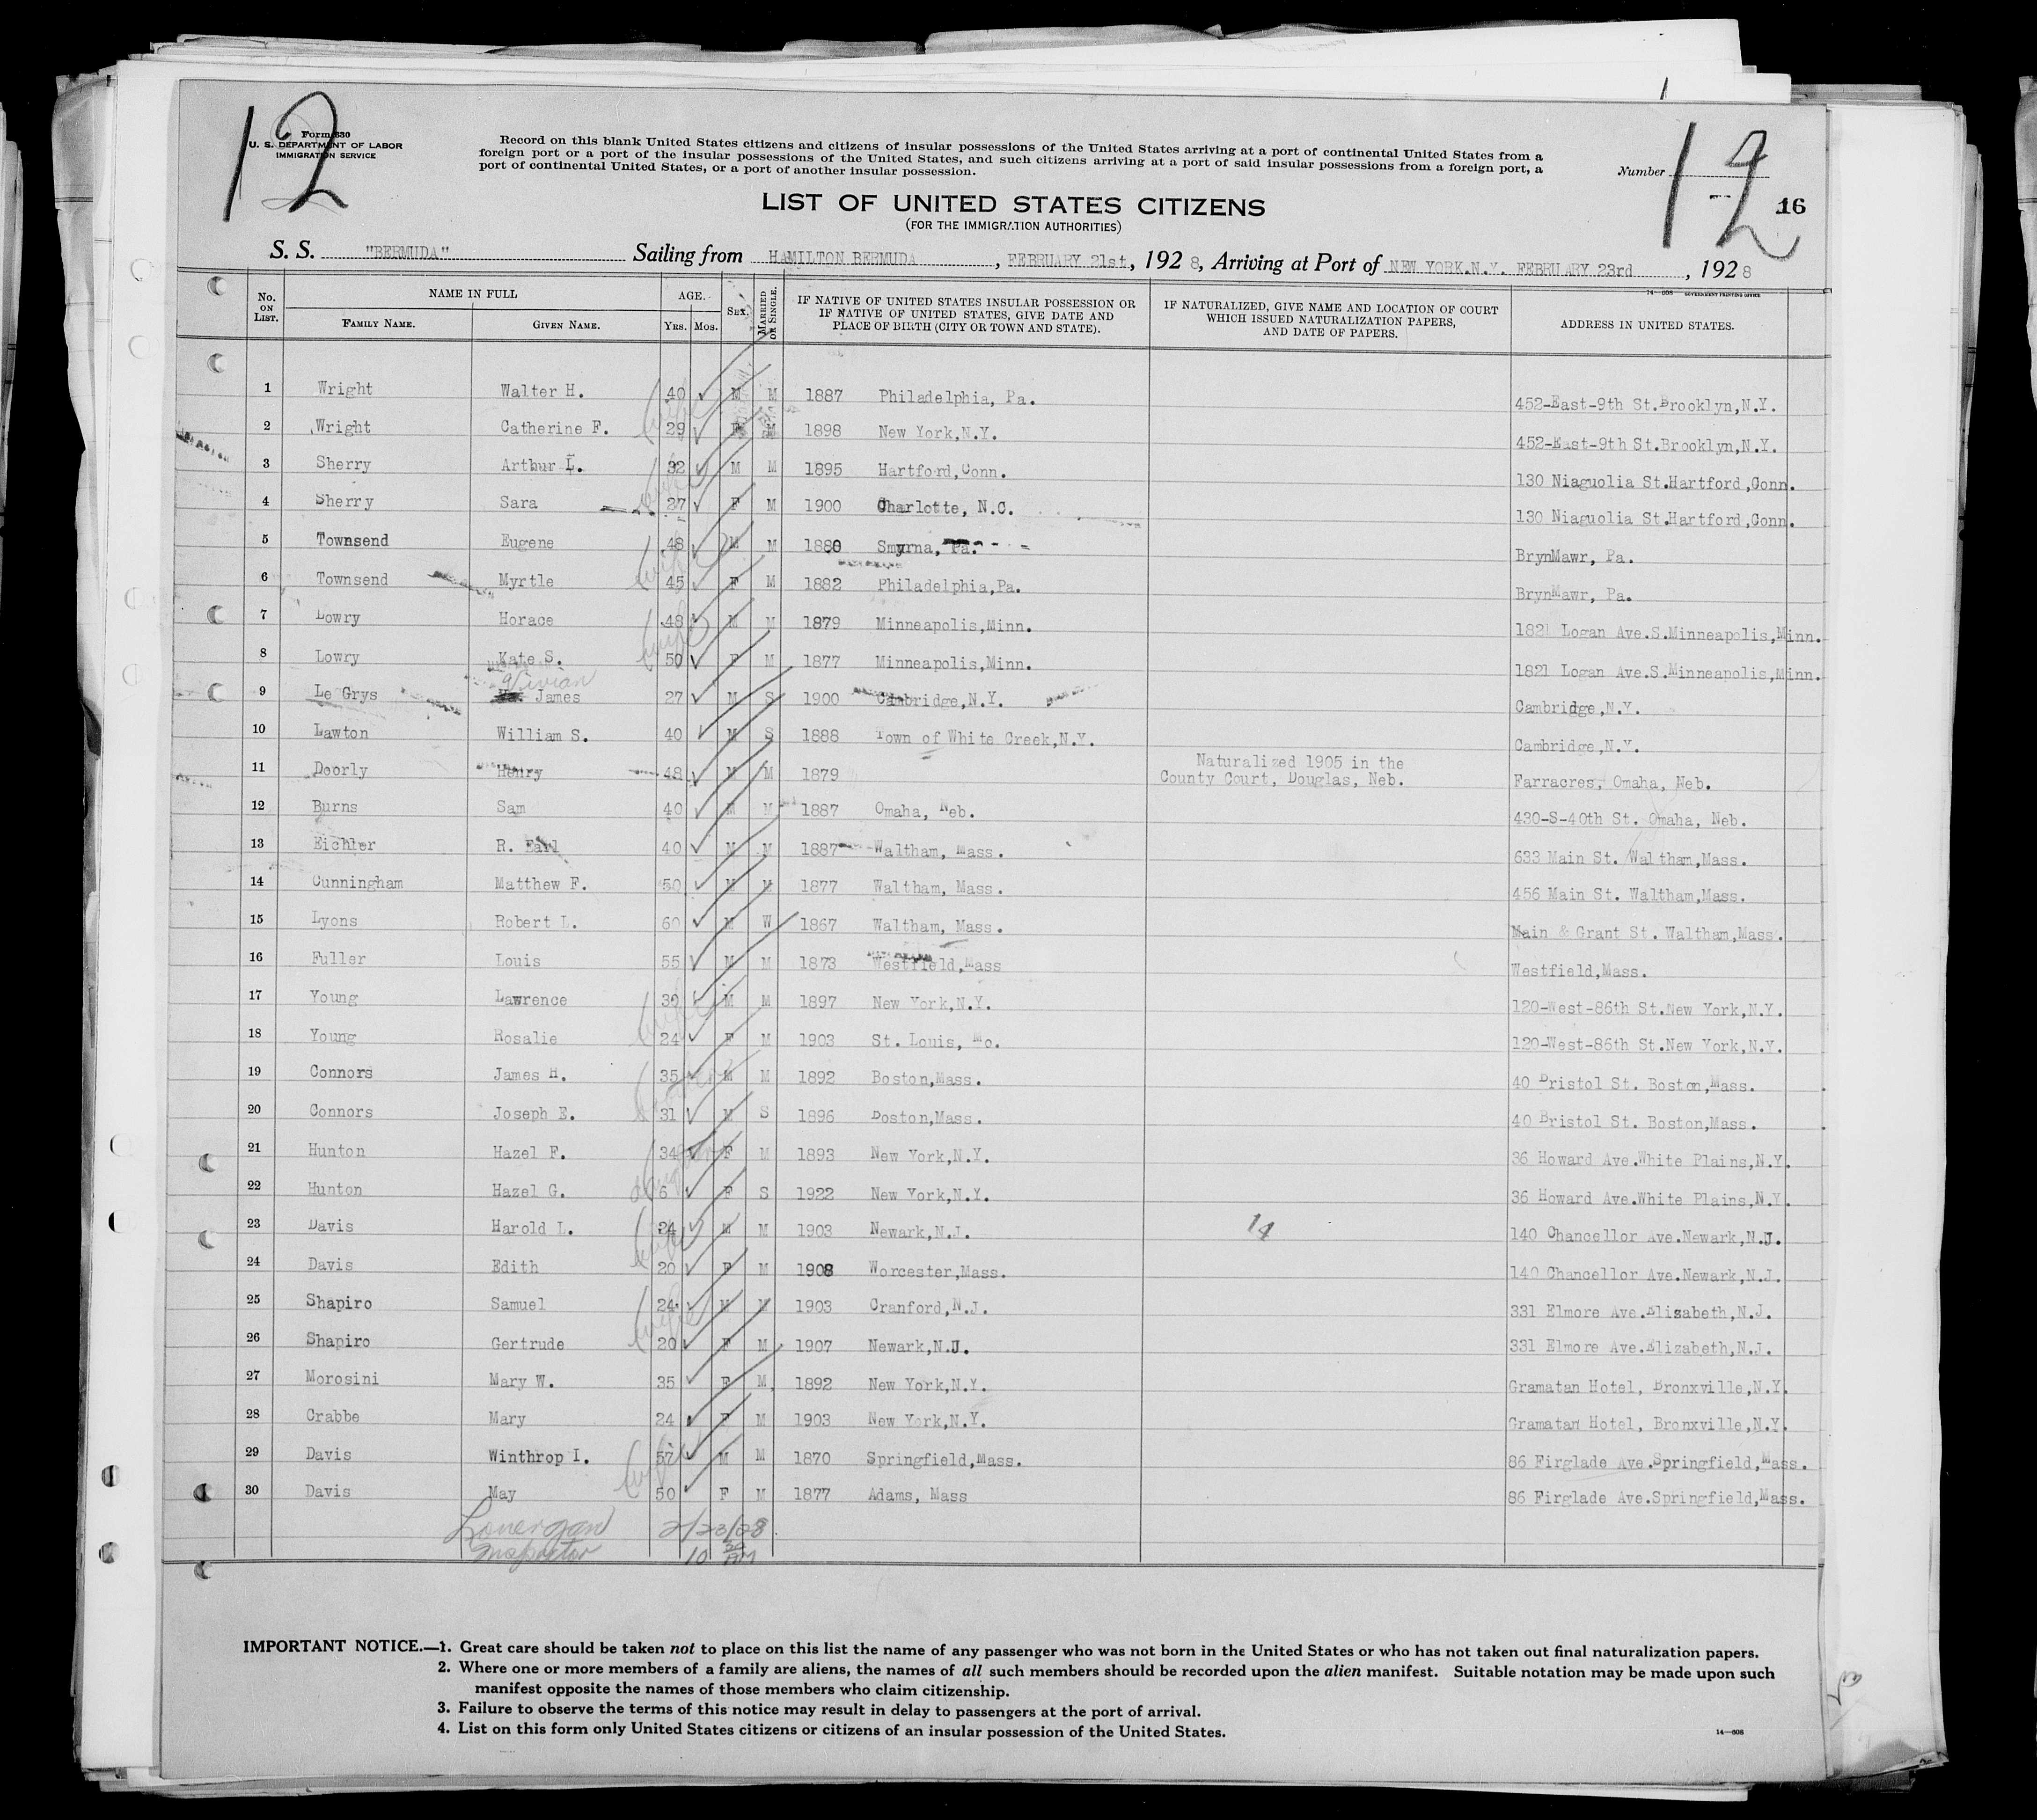 12
12
Form 630
U. S. DEPARTMENT OF LABOR
IMMIGRATION SERVICE
Record on this blank United States citizens and citizens of insular possessions of the United States arriving at a port of continental United States from a
foreign port or a port of the insular possessions of the United States, and such citizens arriving at a port of said insular possessions from a foreign port, a
port of continental United States, or a port of another insular possession.
Number
16
LIST OF UNITED STATES CITIZENS
(FOR THE IMMIGRATION AUTHORITIES)
S. S. "BERMUDA" Sailing from HAMILTON BERMUDA, FEBRUARY 21st, 1928, Arriving at Port of NEW YORK.N.Y. FEBRUARY 23rd, 1928
14—608 GOVERNMENT PRINTING OFFICE
No. ON LIST. NAME IN FULL FAMILY NAME. GIVEN NAME. AGE. YRS. MOS. SEX. MARRIED OR SINGLE. IF NATIVE OF UNITED STATES INSULAR POSSESSION OR IF NATIVE OF UNITED STATES, GIVE DATE AND PLACE OF BIRTH (CITY OR TOWN AND STATE). IF NATURALIZED, GIVE NAME AND LOCATION OF COURT WHICH ISSUED NATURALIZATION PAPERS, AND DATE OF PAPERS. ADDRESS IN UNITED STATES.
1 Wright Walter H. 40 M M 1887 Philadelphia, Pa. 452-East-9th St.Brooklyn,N.Y.
2 Wright Catherine F. wife 29 F M 1898 New York,N.Y. 452-East-9th St.Brooklyn,N.Y.
3 Sherry Arthur L. 32 M M 1895 Hartford,Conn. 130 Niaguolia St.Hartford,Conn.
4 Sherry Sara wife 27 F M 1900 Charlotte, N.C. 130 Niaguolia St.Hartford,Conn.
5 Townsend Eugene 48 M M 1880 Smyrna, Pa. BrynMawr, Pa.
6 Townsend Myrtle wife 45 F M 1882 Philadelphia,Pa. BrynMawr, Pa.
7 Lowry Horace 48 M M 1879 Minneapolis,Minn. 1821 Logan Ave.S.Minneapolis,Minn.
8 Lowry Kate S. wife 50 F M 1877 Minneapolis,Minn. 1821 Logan Ave.S.Minneapolis,Minn.
9 Le Grys Vivian James 27 M S 1900 Cambridge,N.Y. Cambridge,N.Y.
10 Lawton William S. 40 M S 1888 Town of White Creek,N.Y. Cambridge,N.Y.
11 Doorly Henry 48 M M 1879 Naturalized 1905 in the County Court, Douglas, Neb. Farracres, Omaha, Neb.
12 Burns Sam 40 M M 1887 Omaha, Neb. 430-S-40th St. Omaha, Neb.
13 Eichler R. Earl 40 M M 1887 Waltham, Mass. 633 Main St. Waltham,Mass.
14 Cunningham Matthew F. 50 M M 1877 Waltham, Mass. 456 Main St. Waltham,Mass.
15 Lyons Robert L. 60 M W 1867 Waltham, Mass. Main & Grant St. Waltham,Mass.
16 Fuller Louis 55 M M 1873 Westfield,Mass Westfield,Mass.
17 Young Lawrence 30 M M 1897 New York,N.Y. 120-West-86th St.New York,N.Y.
18 Young Rosalie wife 24 F M 1903 St. Louis, Mo. 120-West-86th St.New York,N.Y.
19 Connors James H. 35 M M 1892 Boston,Mass. 40 Bristol St. Boston,Mass.
20 Connors Joseph E. 31 M S 1896 Boston,Mass. 40 Bristol St. Boston,Mass.
21 Hunton Hazel F. 34 F M 1893 New York,N.Y. 36 Howard Ave.White Plains,N.Y.
22 Hunton Hazel G. daughter 6 F S 1922 New York,N.Y. 36 Howard Ave.White Plains,N.Y.
23 Davis Harold L. 24 M M 1903 Newark,N.J. 14 140 Chancellor Ave.Newark,N.J.
24 Davis Edith wife 20 F M 1908 Worcester,Mass. 140 Chancellor Ave.Newark,N.J.
25 Shapiro Samuel 24 M M 1903 Cranford,N.J. 331 Elmore Ave.Elizabeth,N.J.
26 Shapiro Gertrude wife 20 F M 1907 Newark,N.J. 331 Elmore Ave.Elizabeth,N.J.
27 Morosini Mary W. 35 F M 1892 New York,N.Y. Gramatan Hotel, Bronxville,N.Y.
28 Crabbe Mary 24 F M 1903 New York,N.Y. Gramatan Hotel, Bronxville,N.Y.
29 Davis Winthrop I. 57 M M 1870 Springfield,Mass. 86 Firglade Ave.Springfield,Mass.
30 Davis May wife 50 F M 1877 Adams, Mass 86 Firglade Ave.Springfield,Mass.
Lonergan 2/23/28
Inspector 10 30 AM
IMPORTANT NOTICE.—1. Great care should be taken not to place on this list the name of any passenger who was not born in the United States or who has not taken out final naturalization papers.
2. Where one or more members of a family are aliens, the names of all such members should be recorded upon the alien manifest. Suitable notation may be made upon such
manifest opposite the names of those members who claim citizenship.
3. Failure to observe the terms of this notice may result in delay to passengers at the port of arrival.
4. List on this form only United States citizens or citizens of an insular possession of the United States.
14—608